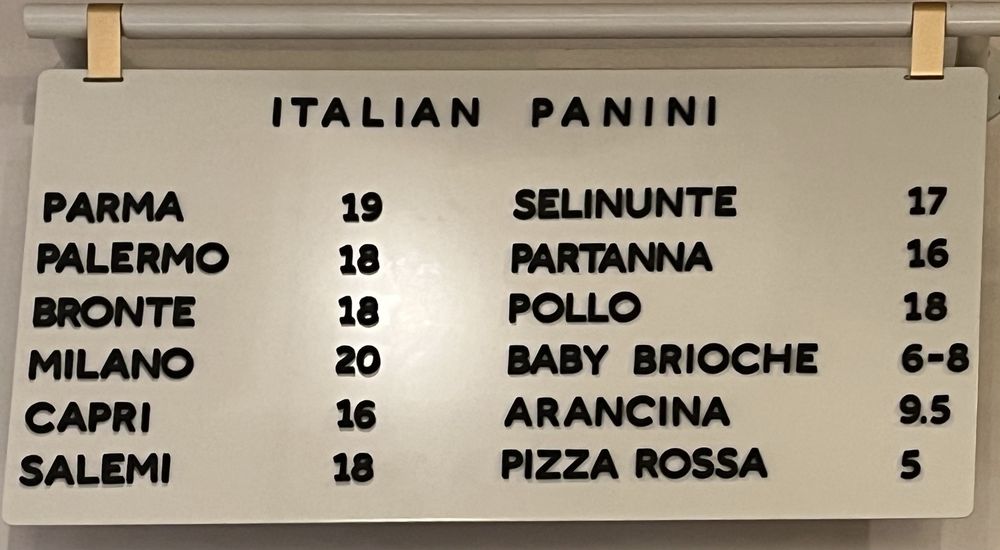 ITALIAN PANINI
PARMA 19
PALERMO 18
BRONTE 18
MILANO 20
CAPRI 16
SALEMI 18
SELINUNTE 17
PARTANNA 16
POLLO 18
BABY BRIOCHE 6-8
ARANCINA 9.5
PIZZA ROSSA 5